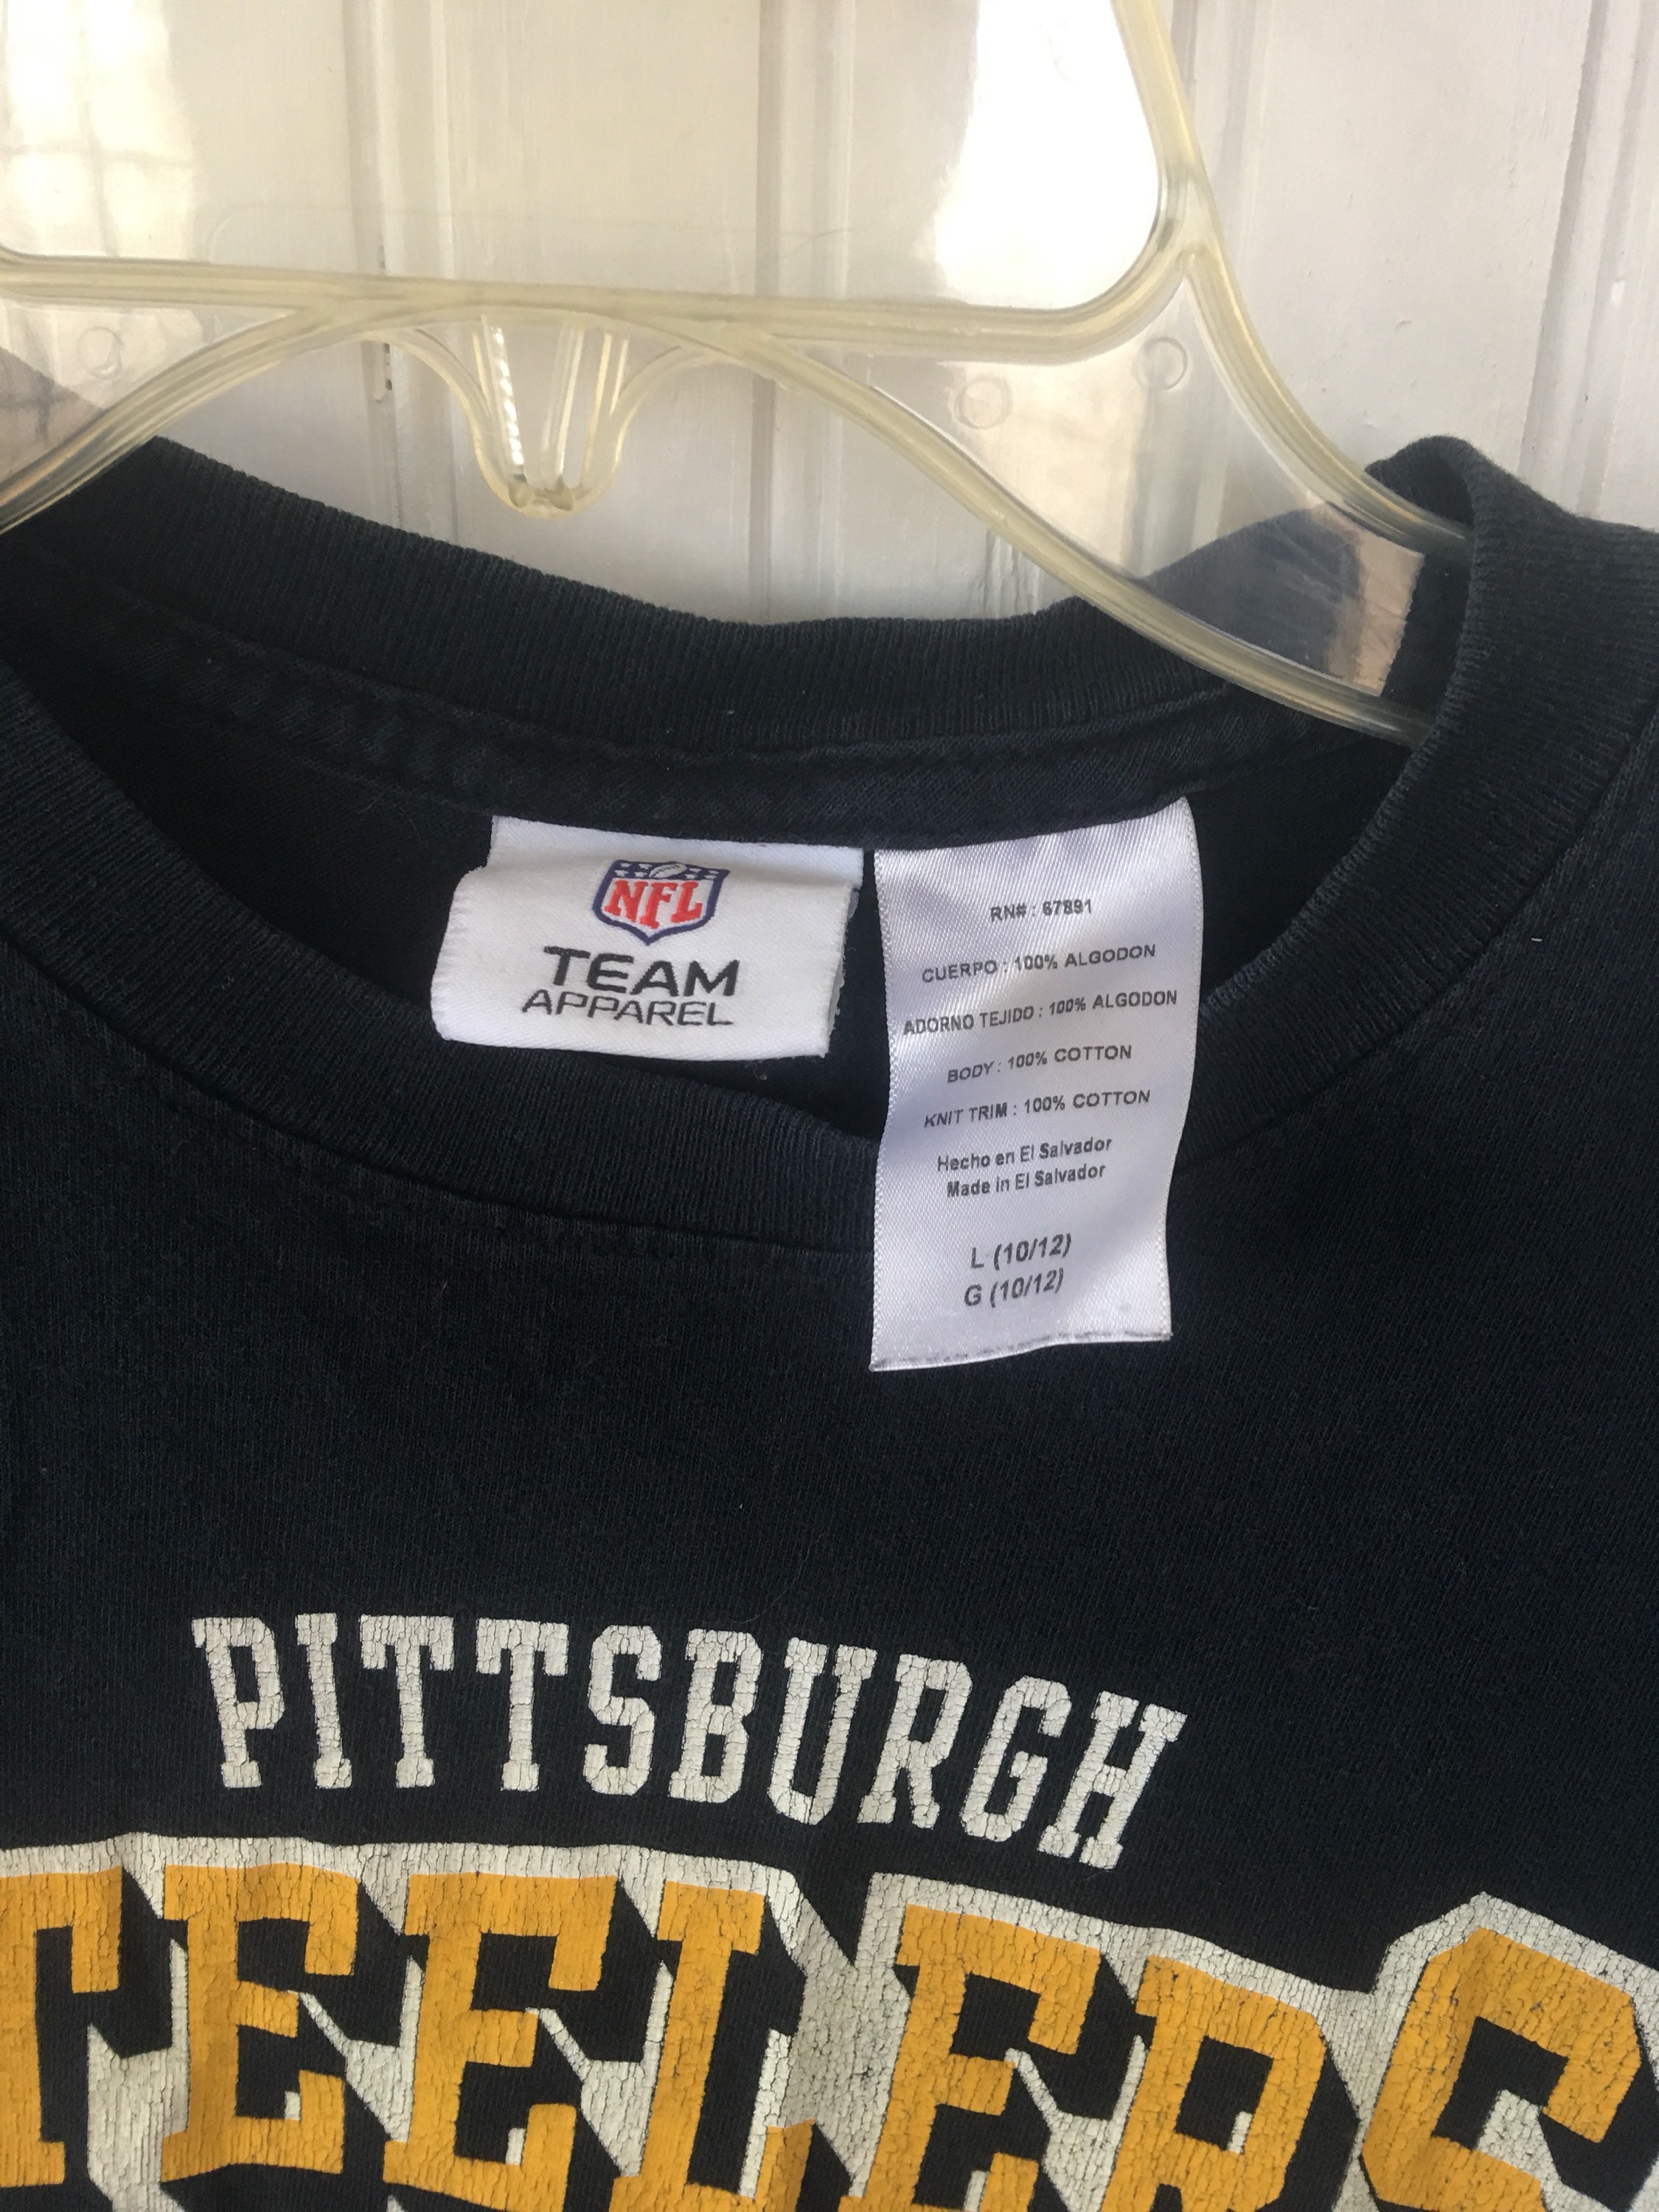 NFL
TEAM
APPAREL
RN# : 67891
CUERPO : 100% ALGODON
ADORNO TEJIDO : 100% ALGODON
BODY : 100% COTTON
KNIT TRIM : 100% COTTON
Hecho en El Salvador
Made in El Salvador
L (10/12)
G (10/12)
PITTSBURGH
TEELERS